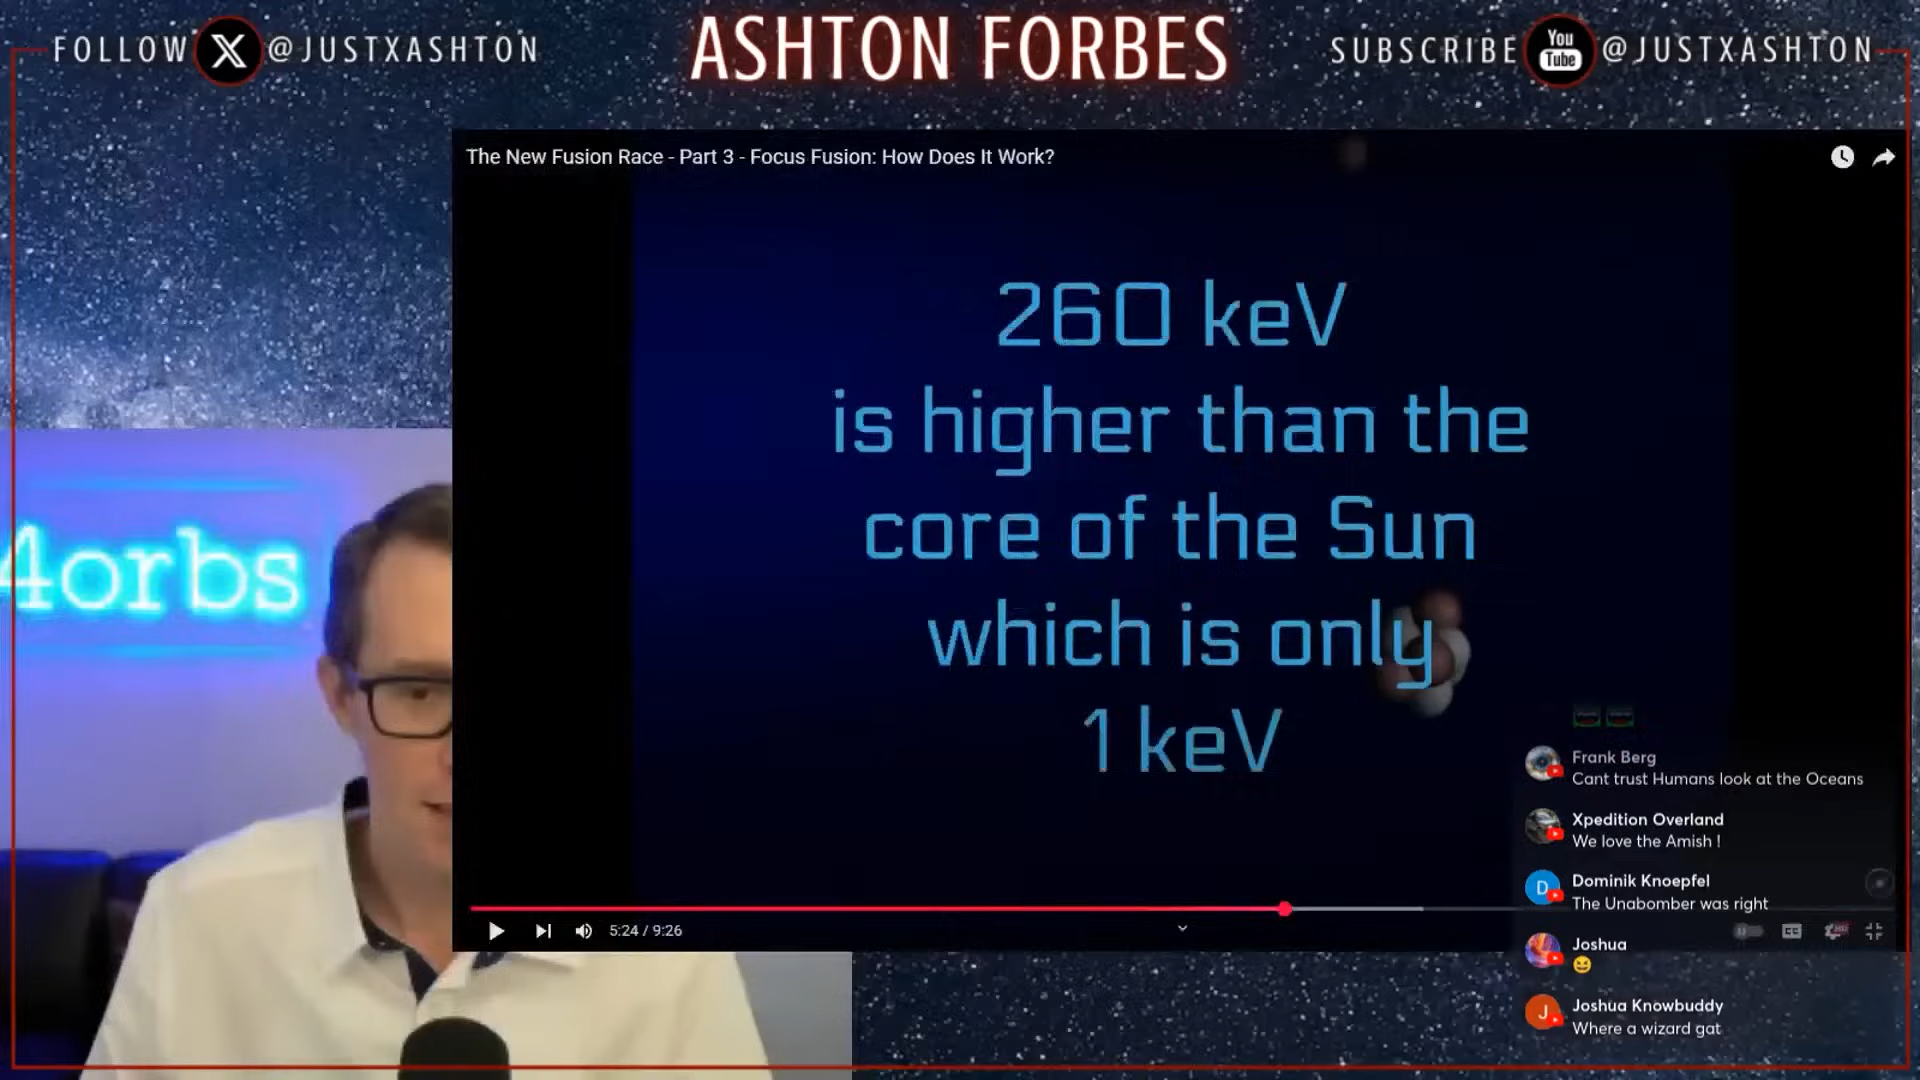 FOLLOW X @JUSTXASHTON
ASHTON FORBES
SUBSCRIBE You Tube @JUSTXASHTON
The New Fusion Race - Part 3 - Focus Fusion: How Does It Work?
260 keV
is higher than the
core of the Sun
which is only
1 keV
4orbs
Frank Berg
Cant trust Humans look at the Oceans
Xpedition Overland
We love the Amish !
D
Dominik Knoepfel
The Unabomber was right
5:24 / 9:26
CC
HD
Joshua
J
Joshua Knowbuddy
Where a wizard gat